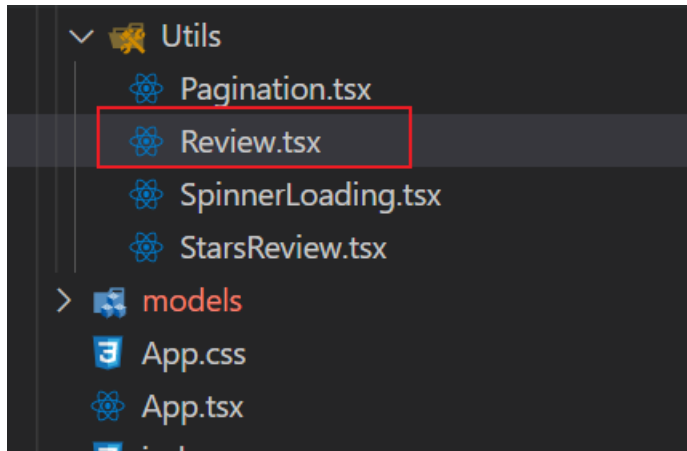 Utils
Pagination.tsx
Review.tsx
SpinnerLoading.tsx
StarsReview.tsx
models
App.css
App.tsx